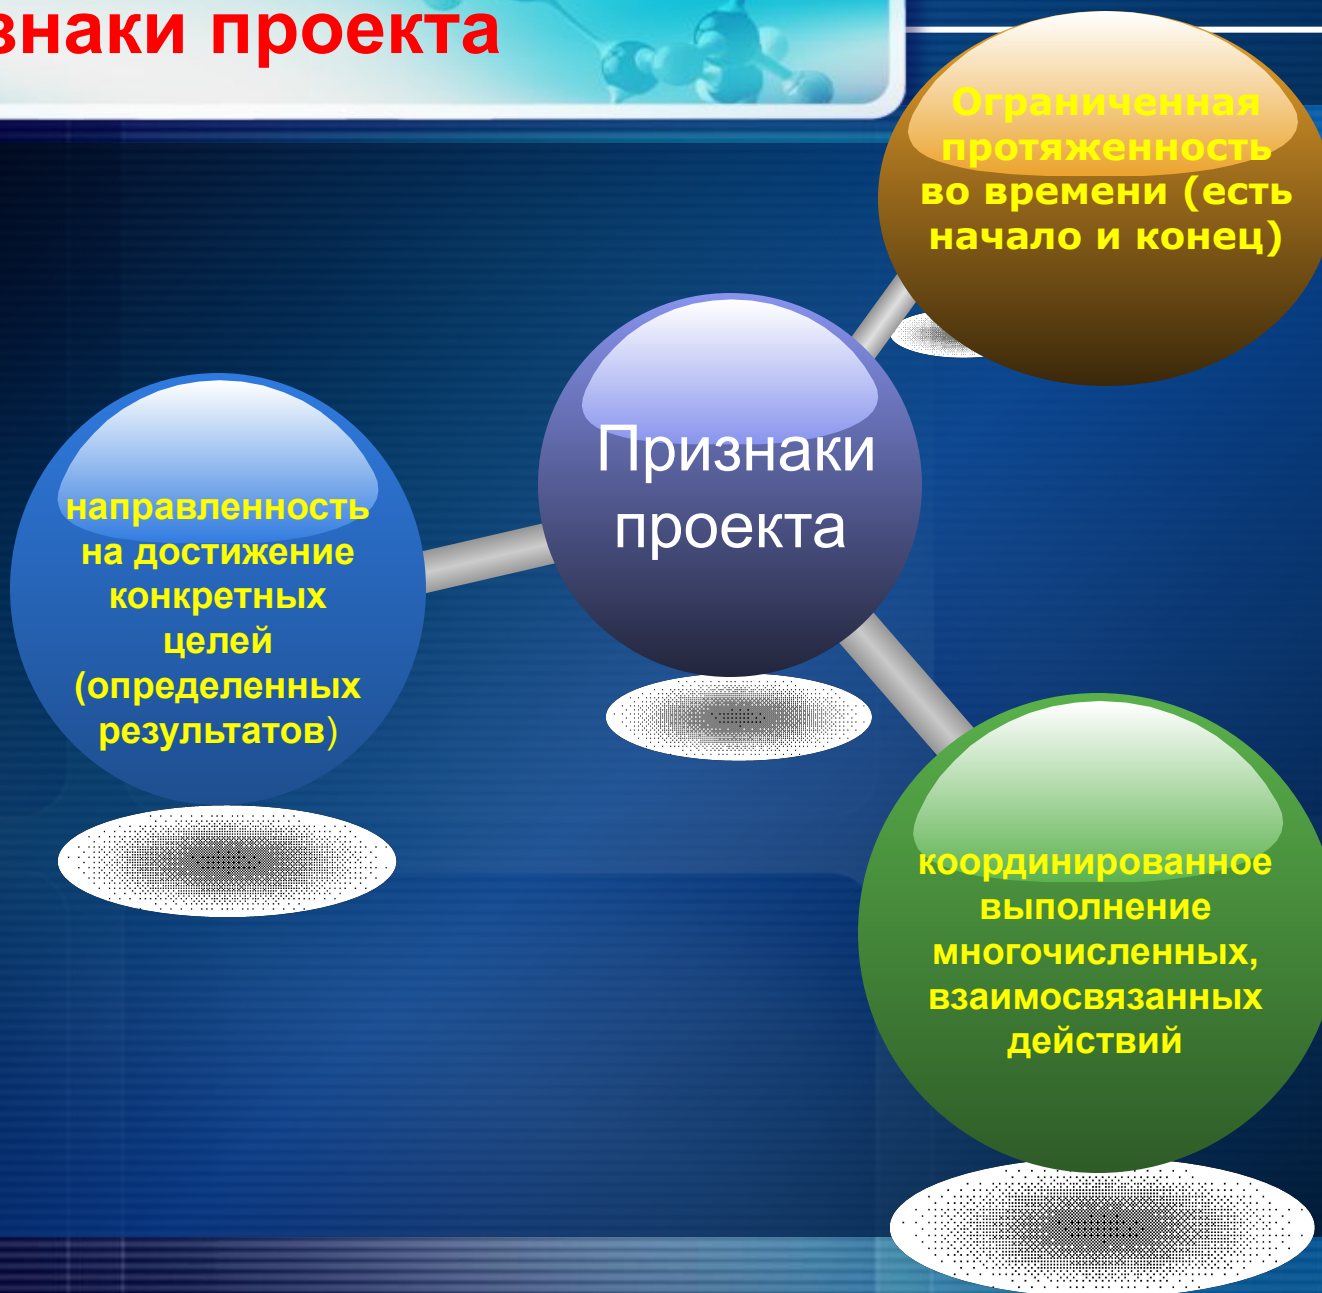 знаки проекта
Ограниченная
протяженность
во времени (есть
начало и конец)
Признаки
проекта
направленность
на достижение
конкретных
целей
(определенных
результатов)
координированное
выполнение
многочисленных,
взаимосвязанных
действий